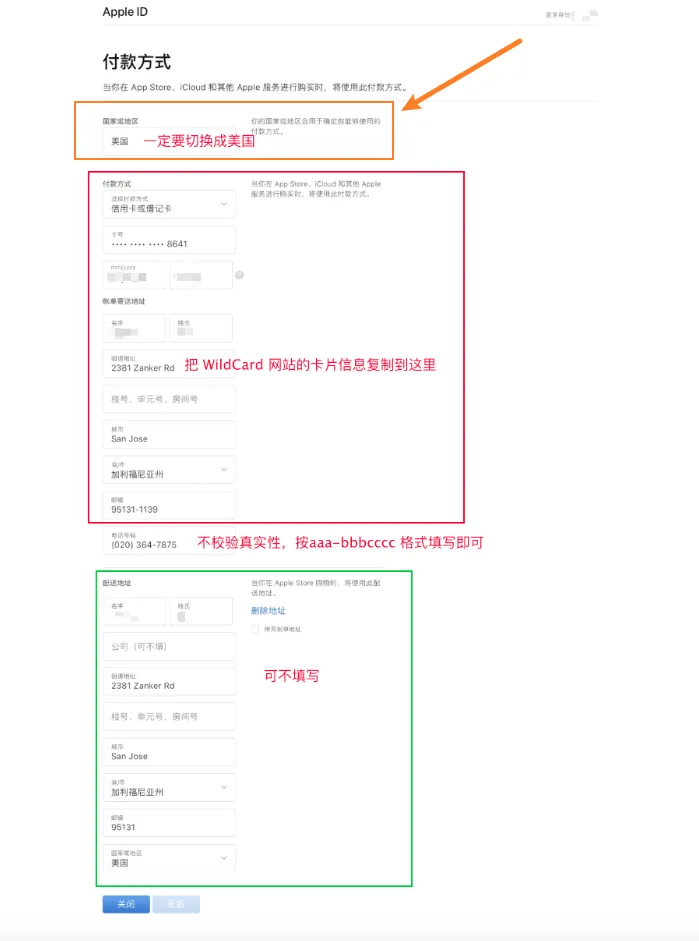 Apple ID
登录身份
付款方式
当你在 App Store、iCloud 和其他 Apple 服务进行购买时，将使用此付款方式。
国家或地区
美国
一定要切换成美国
你的国家或地区会用于确定你能够使用的
付款方式。
付款方式
选择付款方式
信用卡或借记卡
当你在 App Store、iCloud 和其他 Apple
服务进行购买时，将使用此付款方式。
卡号
•••• •••• •••• 8641
mm/yyyy
?
帐单寄送地址
名字
姓氏
街道地址
2381 Zanker Rd
把 WildCard 网站的卡片信息复制到这里
楼号、单元号、房间号
城市
San Jose
省/市
加利福尼亚州
邮编
95131-1139
电话号码
(020) 364-7875
不校验真实性，按aaa-bbbcccc 格式填写即可
配送地址
名字
姓氏
当你在 Apple Store 购物时，将使用此配
送地址。
删除地址
拷贝帐单地址
公司（可不填）
可不填写
街道地址
2381 Zanker Rd
楼号、单元号、房间号
城市
San Jose
省/市
加利福尼亚州
邮编
95131
国家或地区
美国
关闭
更新